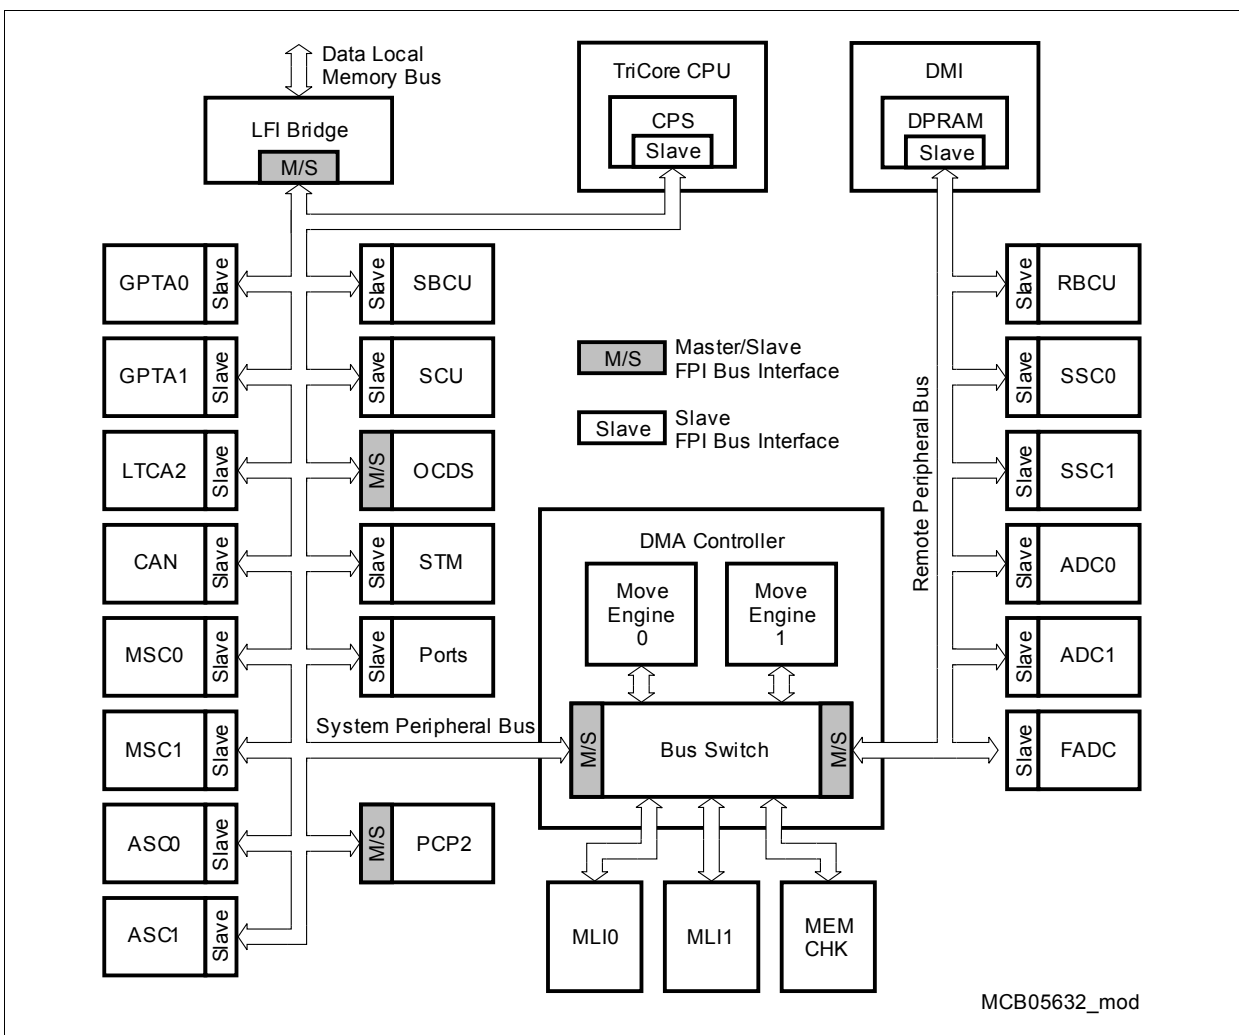 Data Local
Memory Bus
LFI Bridge
M/S
TriCore CPU
CPS
Slave
DMI
DPRAM
Slave
GPTA0
Slave
Slave
SBCU
Slave
RBCU
GPTA1
Slave
Slave
SCU
M/S
Master/Slave
FPI Bus Interface
Slave
SSC0
Slave
Slave
FPI Bus Interface
LTCA2
Slave
M/S
OCDS
Slave
SSC1
Remote Peripheral Bus
CAN
Slave
Slave
STM
DMA Controller
Move
Engine
0
Move
Engine
1
Slave
ADC0
MSC0
Slave
Slave
Ports
Slave
ADC1
MSC1
Slave
System Peripheral Bus
M/S
Bus Switch
M/S
Slave
FADC
ASC0
Slave
M/S
PCP2
ASC1
Slave
MLI0
MLI1
MEM
CHK
MCB05632_mod